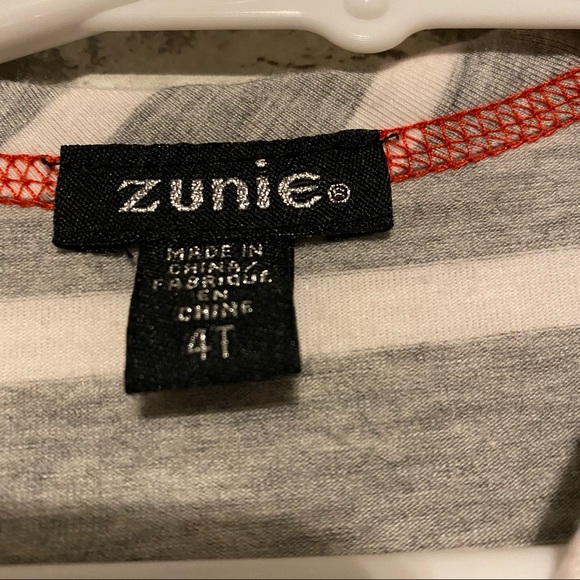 zunie®
MADE IN
CHINA/
FABRIQUÉ
EN
CHINE
4T